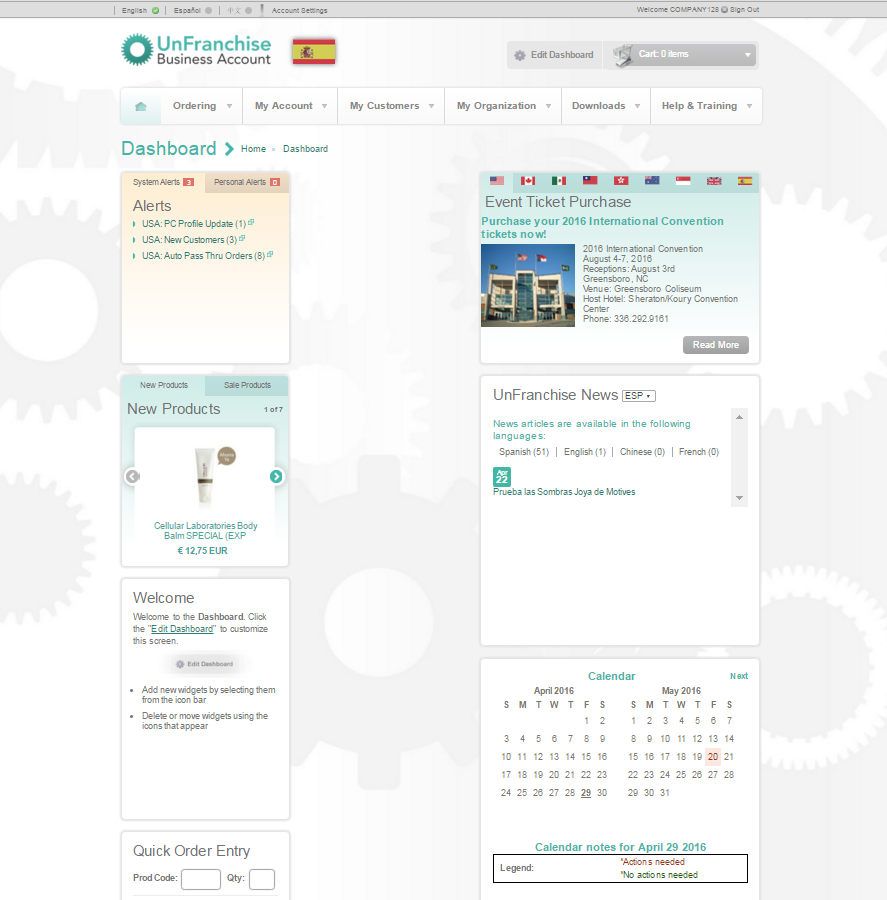 English
Español
中文
Account Settings
Welcome COMPANY128
Sign Out
UnFranchise
Business Account
Edit Dashboard
Cart: 0 items
Ordering
My Account
My Customers
My Organization
Downloads
Help & Training
Dashboard
Home
Dashboard
System Alerts 3
Personal Alerts 0
Alerts
USA: PC Profile Update (1)
USA: New Customers (3)
USA: Auto Pass Thru Orders (8)
Event Ticket Purchase
Purchase your 2016 International Convention
tickets now!
2016 International Convention
August 4-7, 2016
Receptions: August 3rd
Greensboro, NC
Venue: Greensboro Coliseum
Host Hotel: Sheraton/Koury Convention
Center
Phone: 336.292.9161
Read More
New Products
Sale Products
New Products
1 of 7
Cellular Laboratories Body
Balm SPECIAL (EXP
€ 12,75 EUR
UnFranchise News ESP
News articles are available in the following
languages:
Spanish (51) | English (1) | Chinese (0) | French (0)
Apr
22
Prueba las Sombras Joya de Motives
Welcome
Welcome to the Dashboard. Click
the "Edit Dashboard" to customize
this screen.
Edit Dashboard
Add new widgets by selecting them
from the icon bar
Delete or move widgets using the
icons that appear
Calendar
Next
April 2016
S M T W T F S
1 2
3 4 5 6 7 8 9
10 11 12 13 14 15 16
17 18 19 20 21 22 23
24 25 26 27 28 29 30
May 2016
S M T W T F S
1 2 3 4 5 6 7
8 9 10 11 12 13 14
15 16 17 18 19 20 21
22 23 24 25 26 27 28
29 30 31
Calendar notes for April 29 2016
Legend:
*Actions needed
*No actions needed
Quick Order Entry
Prod Code:
Qty: